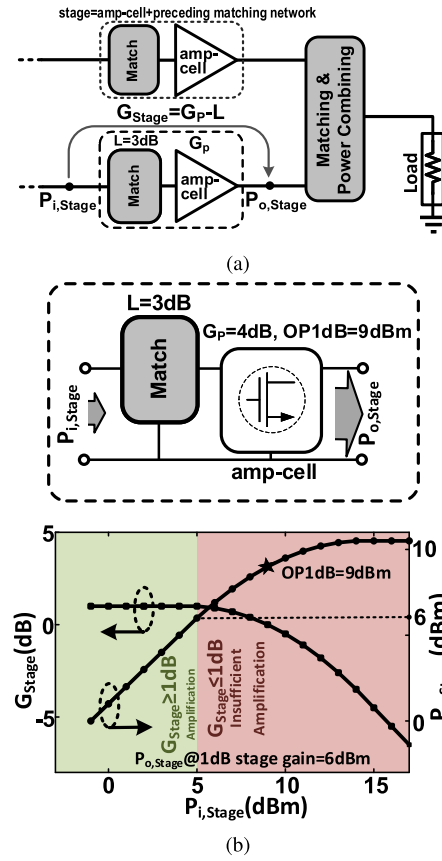 stage=amp-cell+preceding matching network
Match
amp-
cell
Matching &
Power Combining
Load
GStage=GP-L
L=3dB
Gp
Match
amp-
cell
Pi,Stage
Po,Stage
(a)
L=3dB
GP=4dB, OP1dB=9dBm
Match
Pi,Stage
Po,Stage
amp-cell
5
0
-5
GStage(dB)
10
6
0
(dBm)
OP1dB=9dBm
GStage≥1dB
Amplification
GStage≤1dB
Insufficient
Amplification
Po,Stage@1dB stage gain=6dBm
0
5
10
15
Pi,Stage(dBm)
(b)